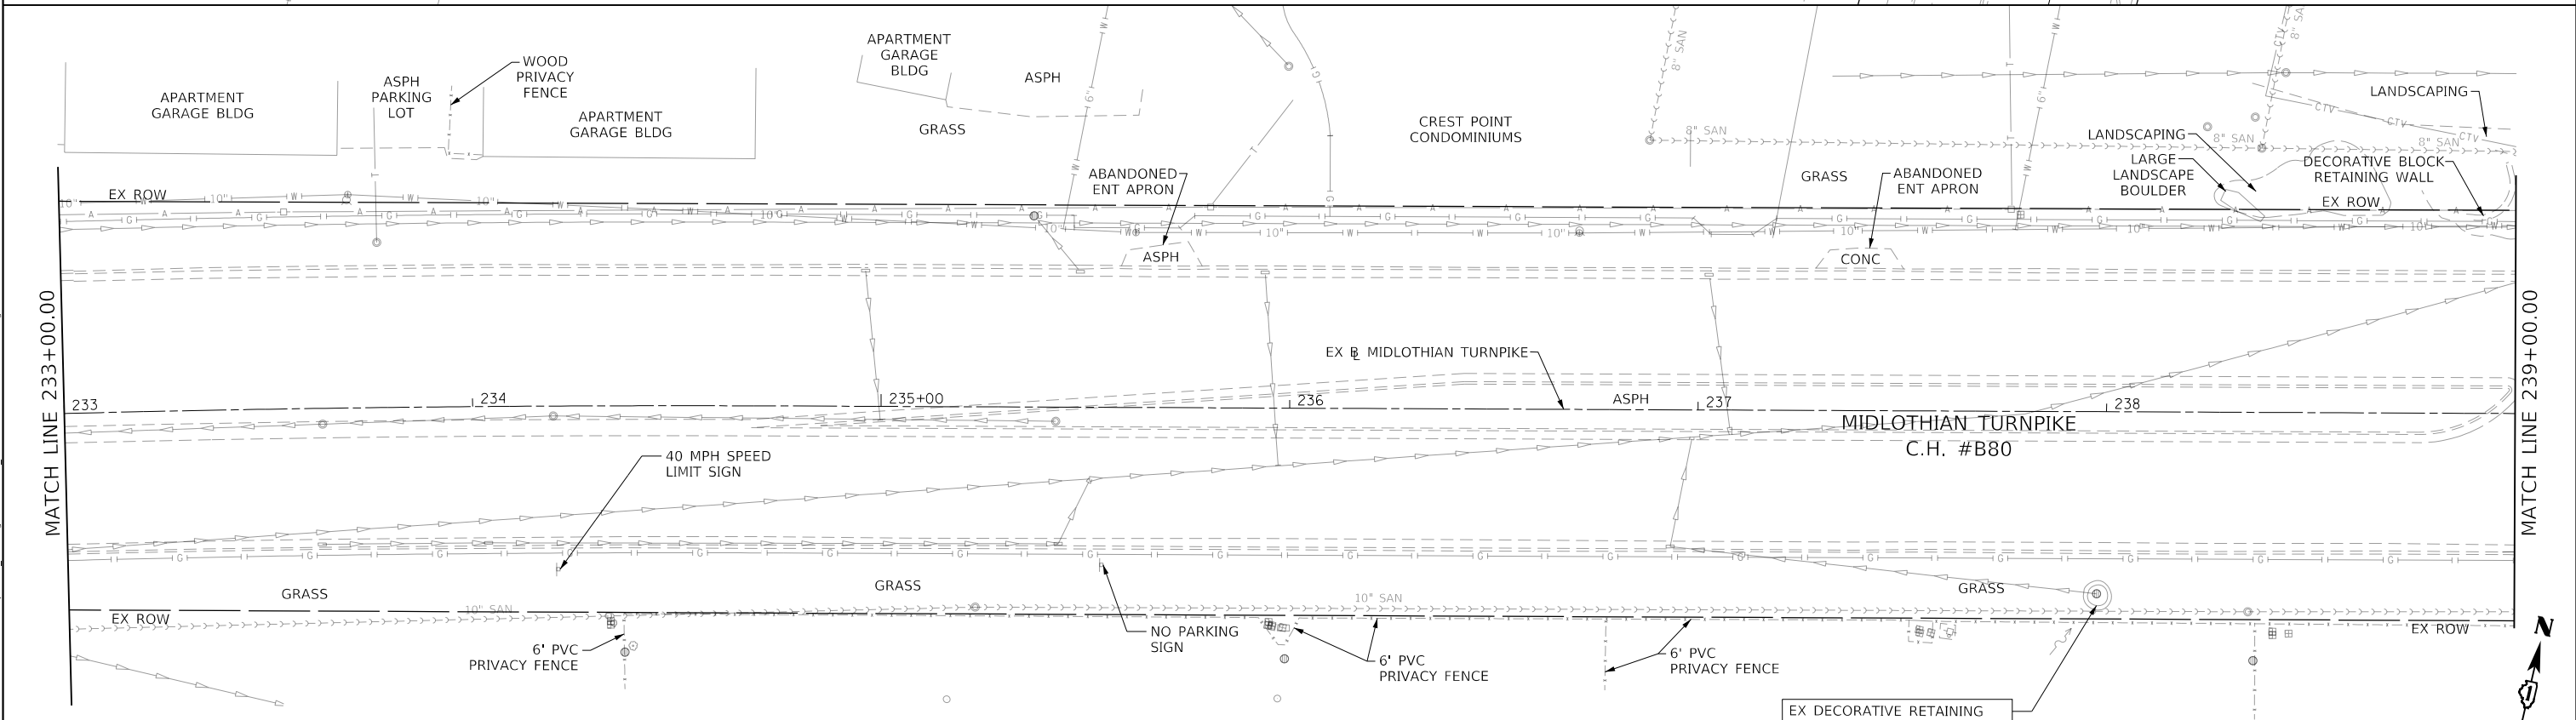 APARTMENT
GARAGE BLDG
ASPH
PARKING
LOT
WOOD
PRIVACY
FENCE
APARTMENT
GARAGE BLDG
APARTMENT
GARAGE
BLDG
ASPH
GRASS
CREST POINT
CONDOMINIUMS
8" SAN
8" SAN
8" SAN
LANDSCAPING
LANDSCAPING
8" SAN
8" SAN
LARGE
LANDSCAPE
BOULDER
DECORATIVE BLOCK
RETAINING WALL
GRASS
ABANDONED
ENT APRON
ABANDONED
ENT APRON
EX ROW
EX ROW
ASPH
CONC
MATCH LINE 233+00.00
MATCH LINE 239+00.00
EX BL MIDLOTHIAN TURNPIKE
233
234
235+00
236
ASPH
237
238
MIDLOTHIAN TURNPIKE
C.H. #B80
40 MPH SPEED
LIMIT SIGN
GRASS
GRASS
GRASS
10" SAN
10" SAN
EX ROW
EX ROW
6' PVC
PRIVACY FENCE
NO PARKING
SIGN
6' PVC
PRIVACY FENCE
6' PVC
PRIVACY FENCE
EX DECORATIVE RETAINING
N